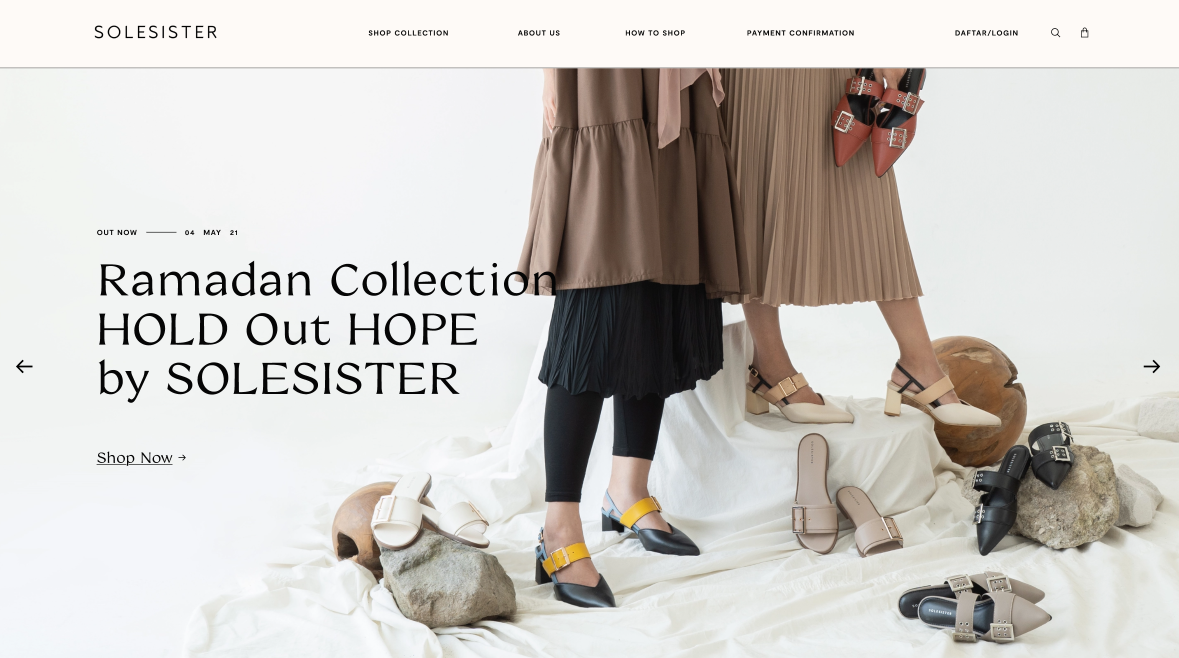 SOLESISTER
SHOP COLLECTION
ABOUT US
HOW TO SHOP
PAYMENT CONFIRMATION
DAFTAR/LOGIN
OUT NOW
04 MAY 21
Ramadan Collection
HOLD Out HOPE
by SOLESISTER
Shop Now